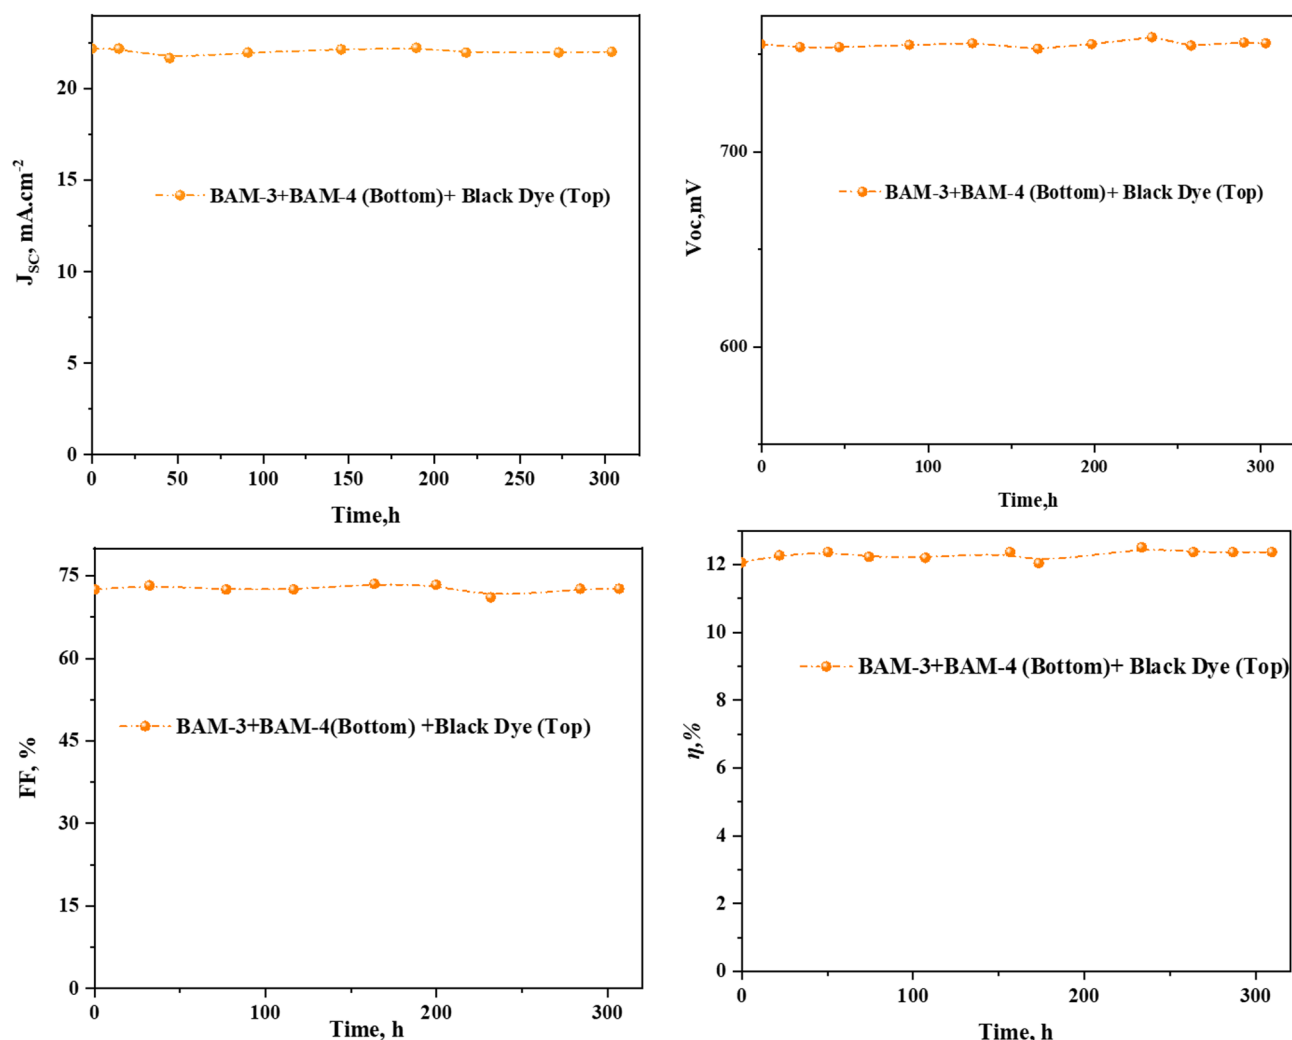 20
15
10
5
0
J_SC, mA.cm^-2
BAM-3+BAM-4 (Bottom)+ Black Dye (Top)
0 50 100 150 200 250 300
Time,h
700
600
Voc,mV
BAM-3+BAM-4 (Bottom)+ Black Dye (Top)
0 100 200 300
Time,h
75
60
45
30
15
0
FF, %
BAM-3+BAM-4(Bottom) +Black Dye (Top)
0 100 200 300
Time, h
12
10
8
6
4
2
0
η,%
BAM-3+BAM-4 (Bottom)+ Black Dye (Top)
0 100 200 300
Time, h